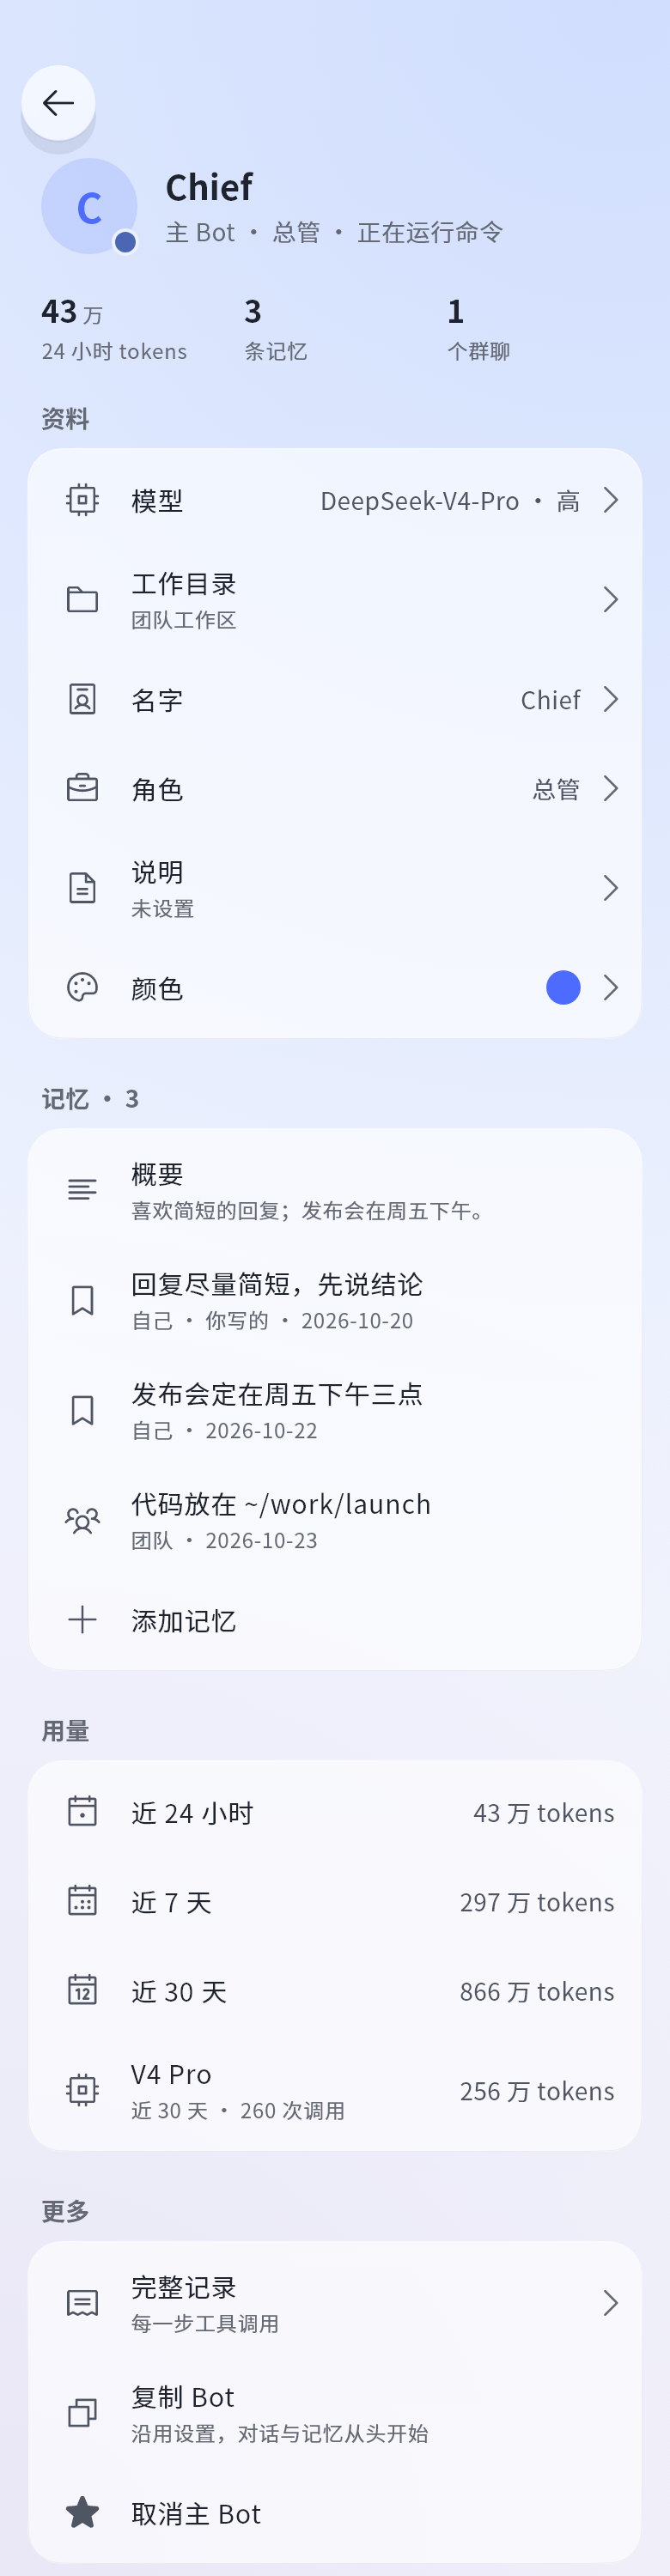 C
Chief
主 Bot · 总管 · 正在运行命令
43 万
3
1
24 小时 tokens
条记忆
个群聊
资料
模型
DeepSeek-V4-Pro · 高
工作目录
团队工作区
名字
Chief
角色
总管
说明
未设置
颜色
记忆 · 3
概要
喜欢简短的回复；发布会在周五下午。
回复尽量简短，先说结论
自己 · 你写的 · 2026-10-20
发布会定在周五下午三点
自己 · 2026-10-22
代码放在 ~/work/launch
团队 · 2026-10-23
添加记忆
用量
近 24 小时
43 万 tokens
近 7 天
297 万 tokens
12
近 30 天
866 万 tokens
V4 Pro
近 30 天 · 260 次调用
256 万 tokens
更多
完整记录
每一步工具调用
复制 Bot
沿用设置，对话与记忆从头开始
取消主 Bot